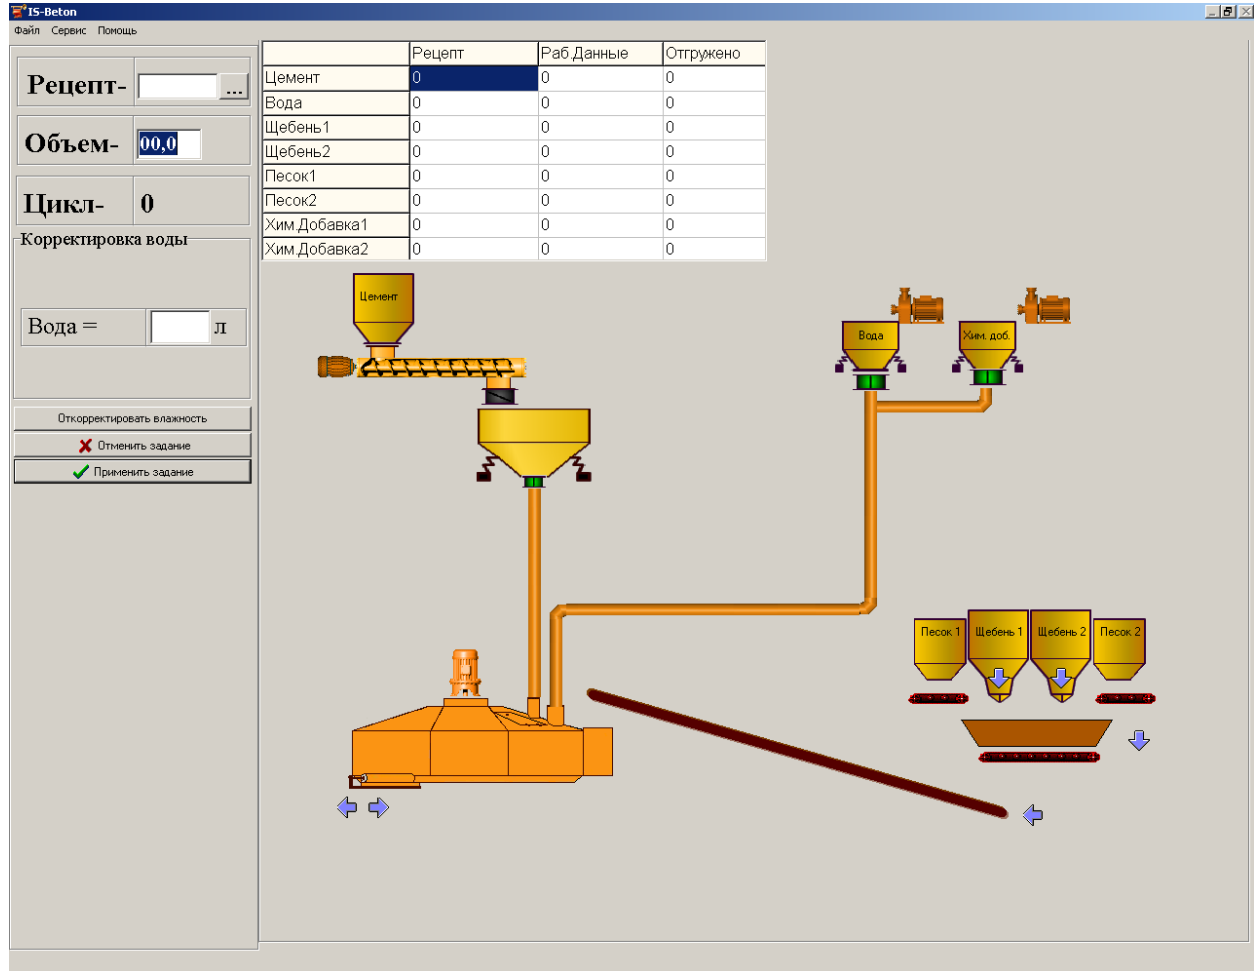 IS-Beton
Файл Сервис Помощь
Рецепт- ...
Объем- 00,0
Цикл- 0
Корректировка воды
Вода = л
Откорректировать влажность
Отменить задание
Применить задание
Рецепт Раб.Данные Отгружено
Цемент 0 0 0
Вода 0 0 0
Щебень1 0 0 0
Щебень2 0 0 0
Песок1 0 0 0
Песок2 0 0 0
Хим.Добавка1 0 0 0
Хим.Добавка2 0 0 0
Цемент
Вода
Хим. доб.
Песок 1
Щебень 1
Щебень 2
Песок 2